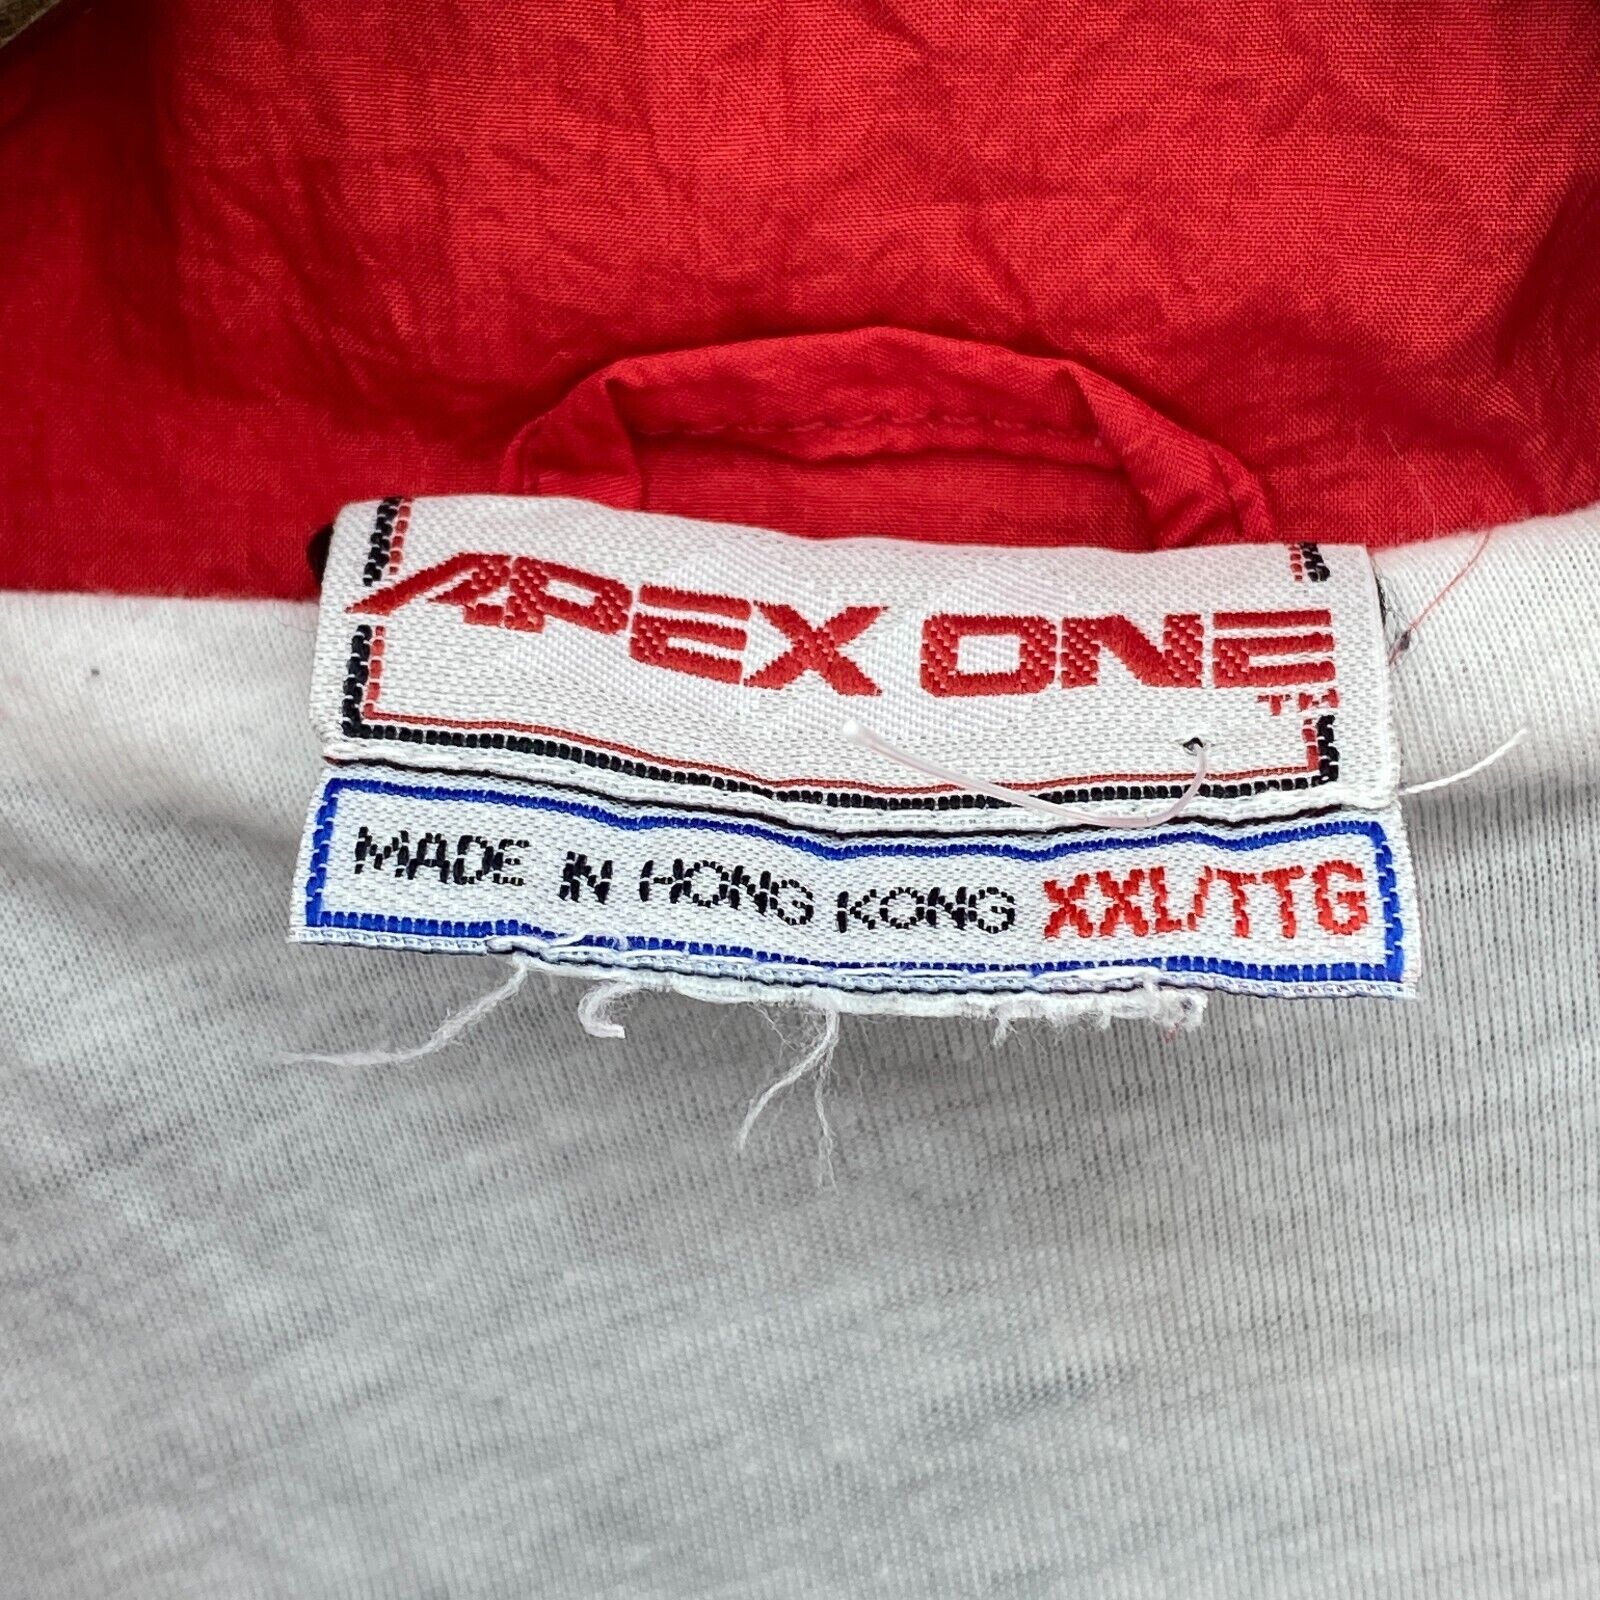 APEX ONE
TM
MADE IN HONG KONG XXL/TTG